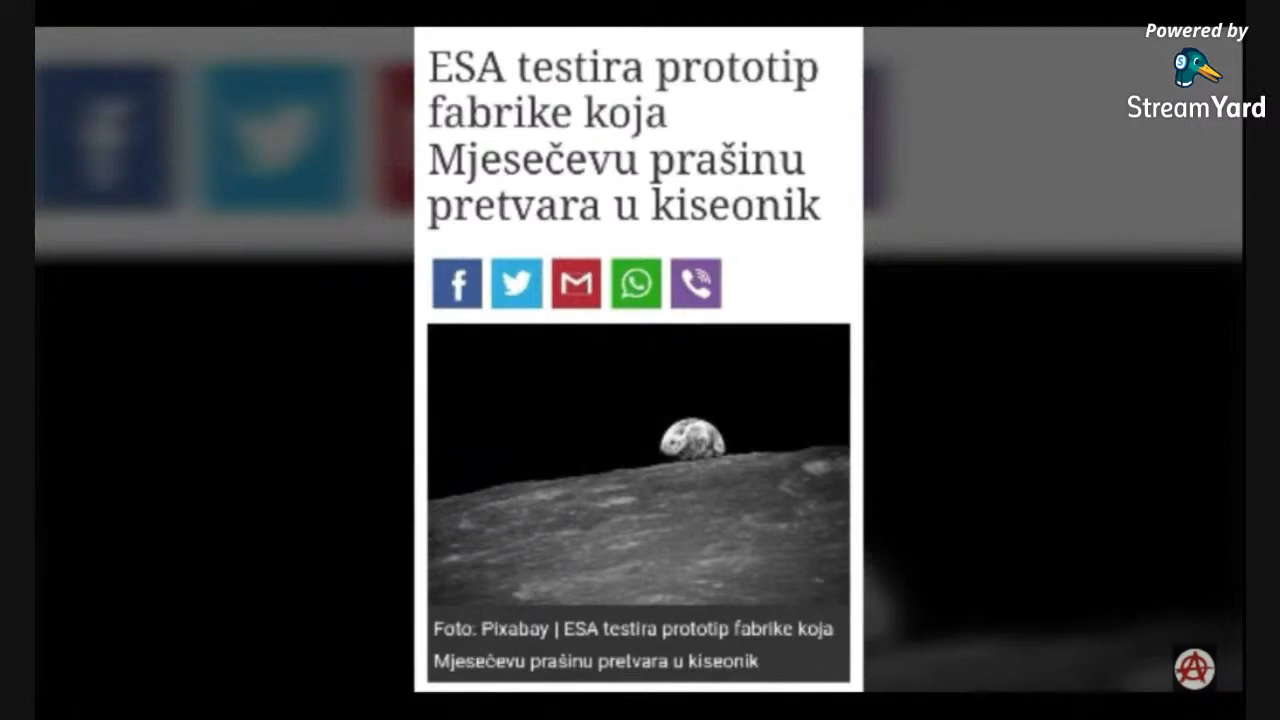 Powered by
StreamYard
ESA testira prototip
fabrike koja
Mjesečevu prašinu
pretvara u kiseonik
Foto: Pixabay | ESA testira prototip fabrike koja
Mjesečevu prašinu pretvara u kiseonik